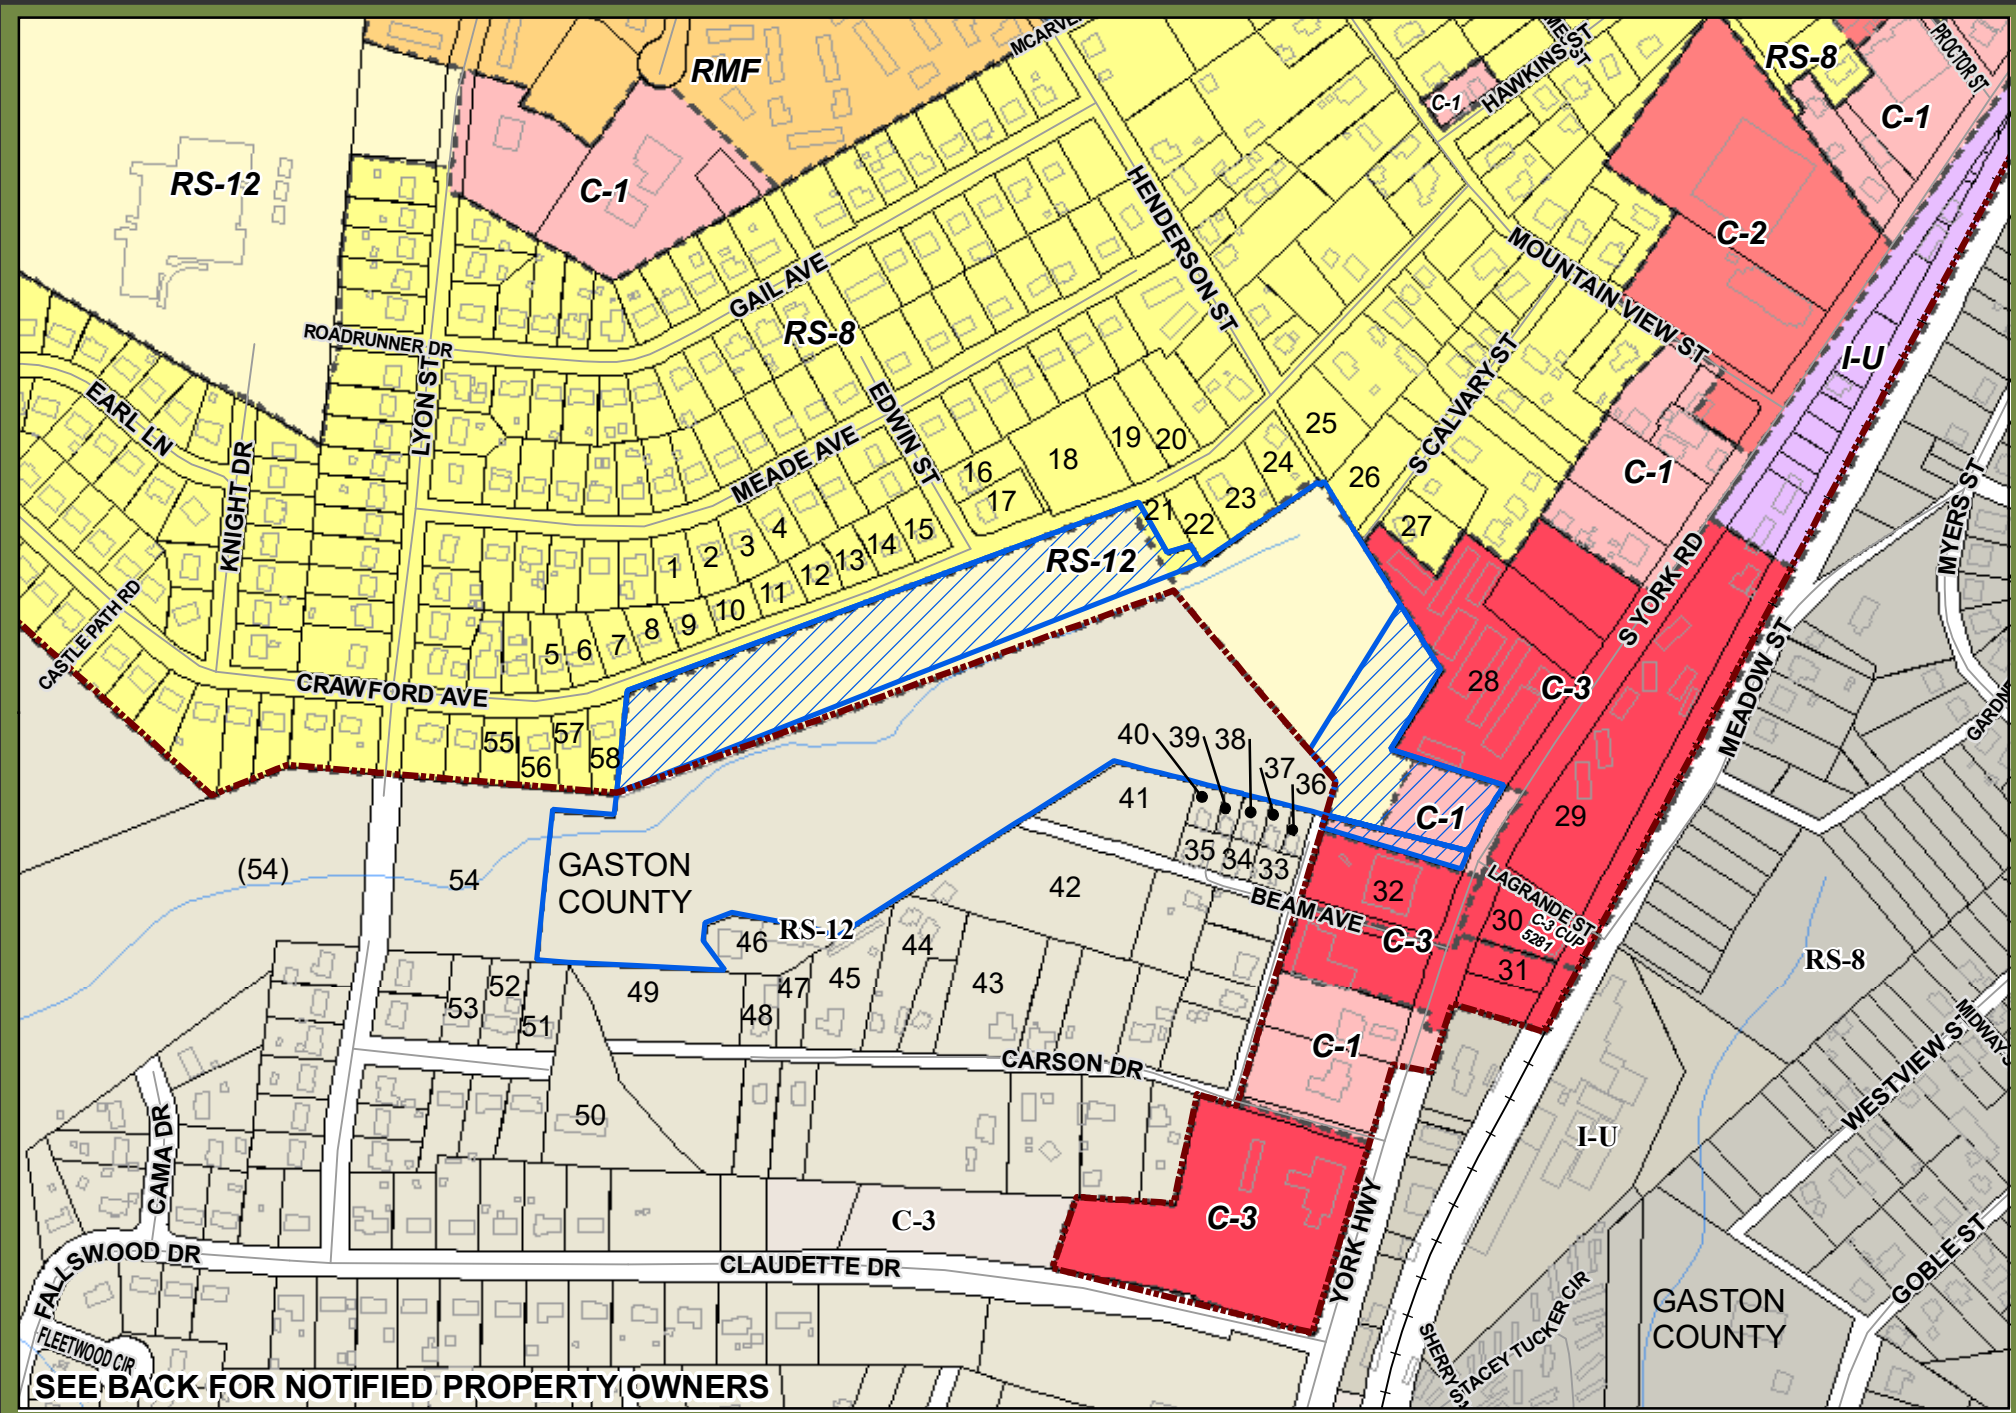 RMF
MCARVER
HAWKINS ST
RS-8
PROCTOR ST
C-1
C-1
RS-12
C-1
HENDERSON ST
C-2
MOUNTAIN VIEW ST
GAIL AVE
RS-8
ROADRUNNER DR
LYON ST
I-U
S CALVARY ST
EARL LN
EDWIN ST
KNIGHT DR
MEADE AVE
25
19
20
18
16
17
24
26
C-1
23
21
22
27
MYERS ST
4
3
2
1
15
14
13
12
11
10
9
8
7
6
5
RS-12
S YORK RD
CASTLE PATH RD
CRAWFORD AVE
28
C-3
MEADOW ST
55
56
57
58
40
39
38
37
36
41
C-1
29
(54)
54
GASTON
COUNTY
35
34
33
42
32
BEAM AVE
LAGRANDE ST
30
C-3 CUP
5281
46
RS-12
44
C-3
31
RS-8
45
43
47
48
49
52
53
51
CARSON DR
C-1
50
I-U
WESTVIEW S
CAMA DR
C-3
C-3
YORK HWY
CLAUDETTE DR
FALLSWOOD DR
GOBLE ST
STACEY TUCKER CIR
GASTON
COUNTY
FLEETWOOD CIR
SEE BACK FOR NOTIFIED PROPERTY OWNERS